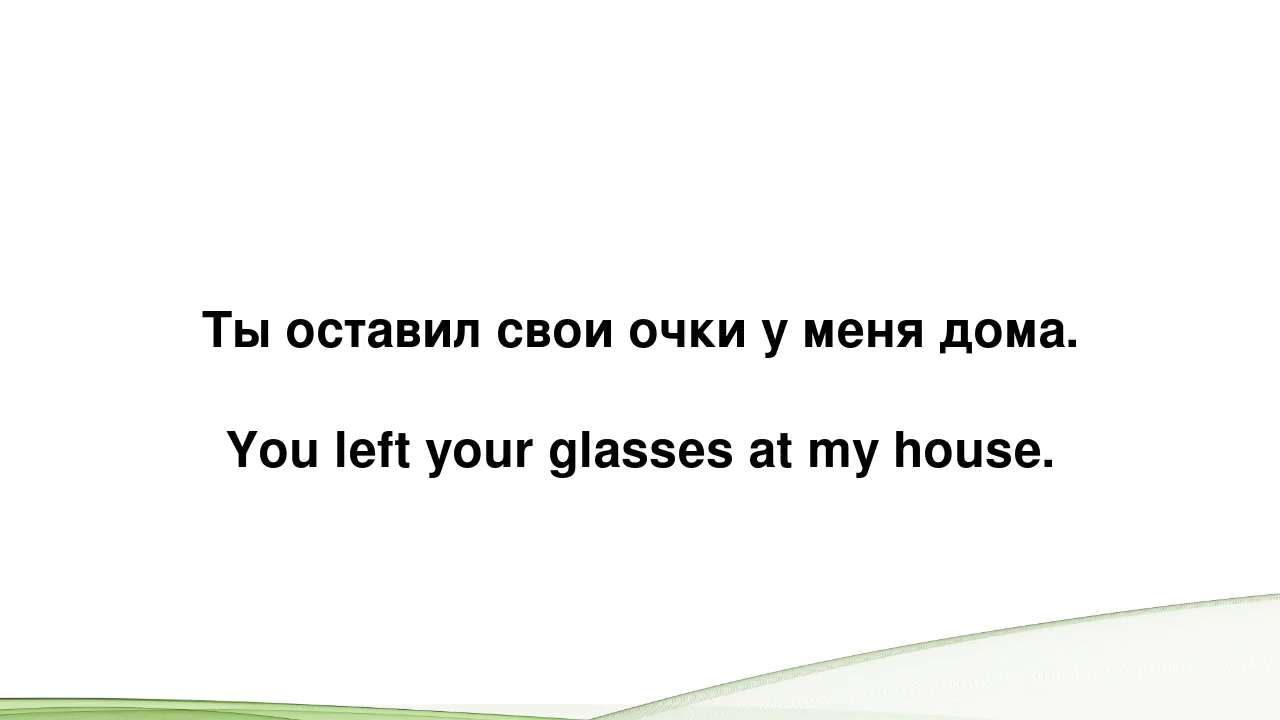 Ты оставил свои очки у меня дома.
You left your glasses at my house.